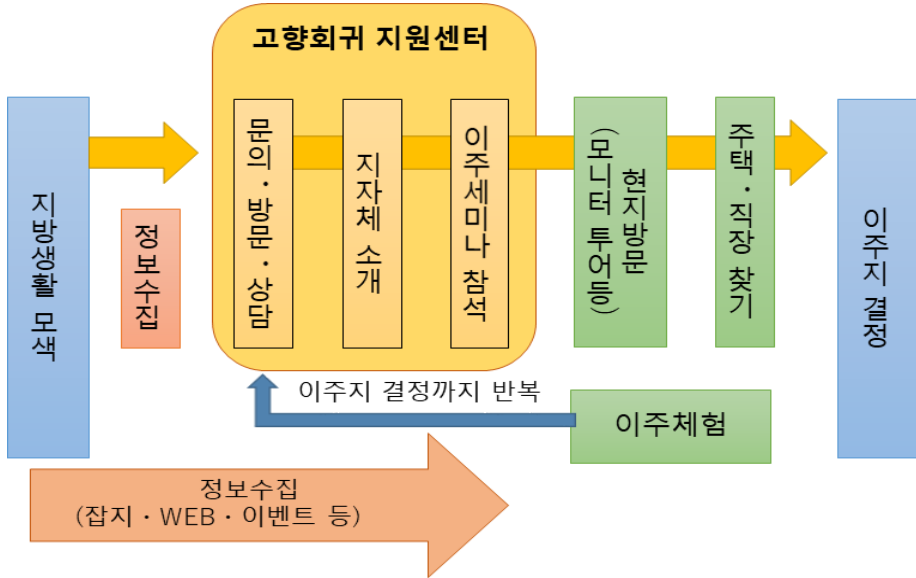 고향회귀 지원센터
지방생활 모색
정보수집
문의·방문·상담
지자체 소개
이주세미나 참석
현지방문
(모니터 투어등)
주택·직장 찾기
이주지 결정
이주지 결정까지 반복
이주체험
정보수집
(잡지·WEB·이벤트 등)